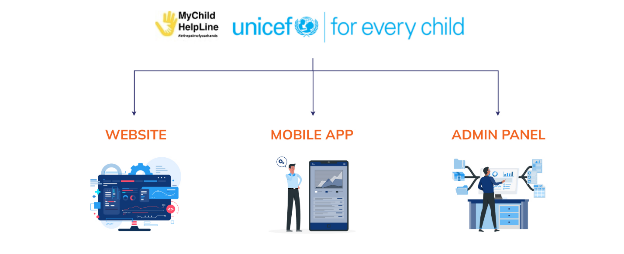 MyChild
HelpLine
unicef for every child
WEBSITE
MOBILE APP
ADMIN PANEL